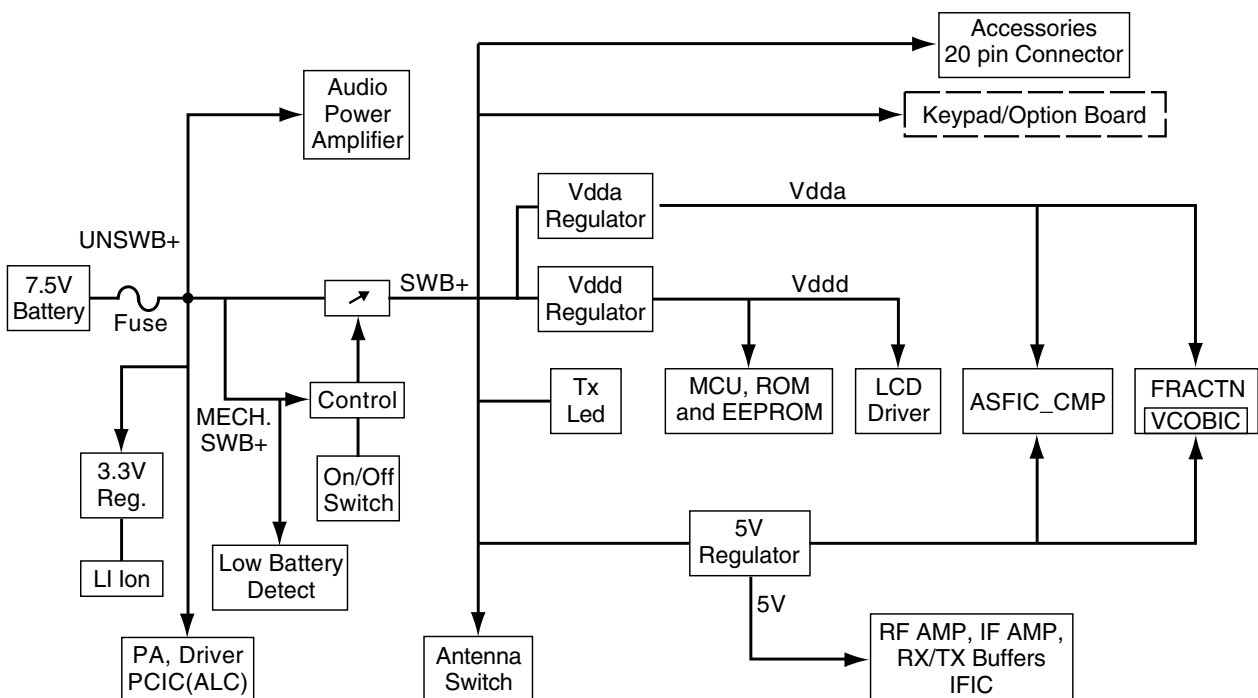 Accessories
20 pin Connector
Audio
Power
Amplifier
Keypad/Option Board
Vdda
Regulator
Vdda
UNSWB+
7.5V
Battery
Fuse
SWB+
Vddd
Regulator
Vddd
MECH.
SWB+
Control
Tx
Led
MCU, ROM
and EEPROM
LCD
Driver
ASFIC_CMP
FRACTN
VCOBIC
3.3V
Reg.
On/Off
Switch
LI Ion
Low Battery
Detect
5V
Regulator
5V
PA, Driver
PCIC(ALC)
Antenna
Switch
RF AMP, IF AMP,
RX/TX Buffers
IFIC